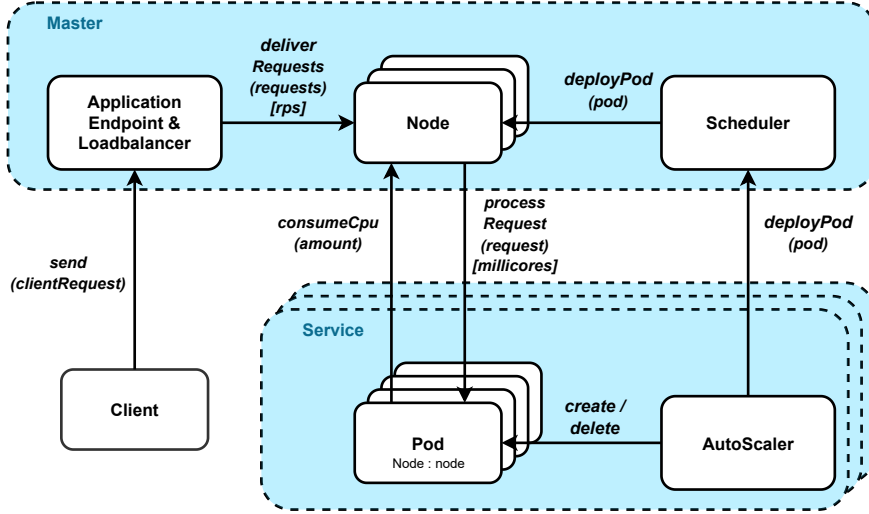 Master
deliver
Requests
(requests)
[rps]
Application
Endpoint &
Loadbalancer
Node
deployPod
(pod)
Scheduler
send
(clientRequest)
consumeCpu
(amount)
process
Request
(request)
[millicores]
deployPod
(pod)
Service
Client
Pod
Node : node
create /
delete
AutoScaler